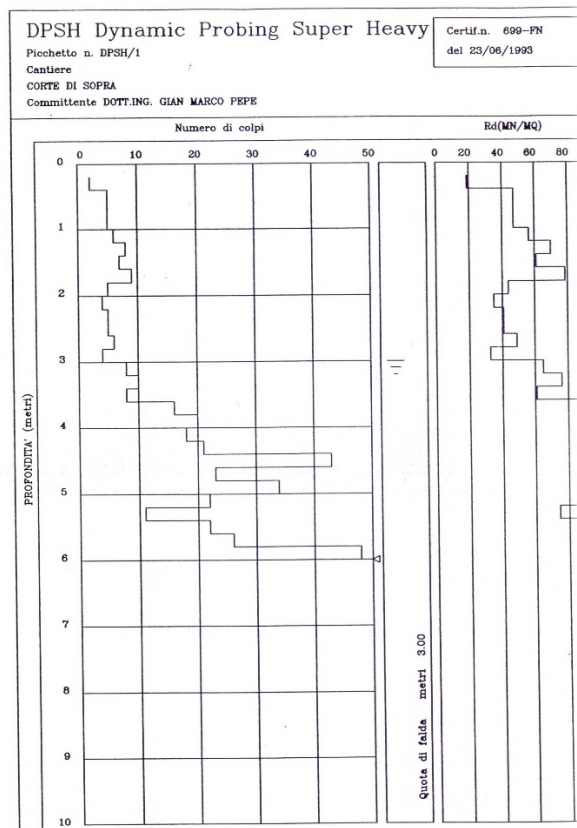 DPSH Dynamic Probing Super Heavy
Certif.n. 699-FN
del 23/06/1993
Picchetto n. DPSH/1
Cantiere
CORTE DI SOPRA
Committente DOTT.ING. GIAN MARCO PEPE
Numero di colpi
Rd(MN/MQ)
0 10 20 30 40 50
0 20 40 60 80
0
1
2
3
4
5
6
7
8
9
10
PROFONDITA' (metri)
Quota di falda metri 3.00